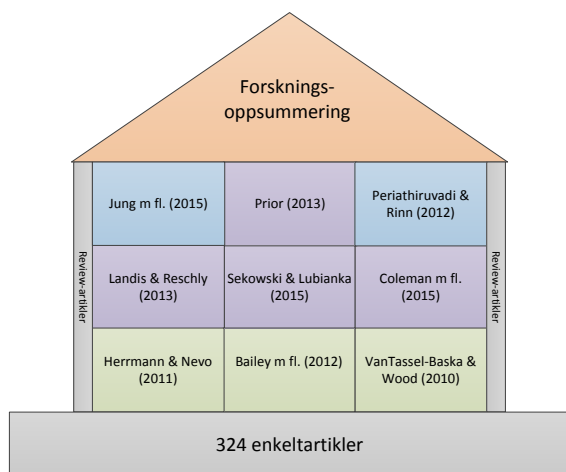 Forsknings-
oppsummering
Jung m fl. (2015)
Prior (2013)
Periathiruvadi &
Rinn (2012)
Review-artikler
Review-artikler
Landis & Reschly
(2013)
Sekowski & Lubianka
(2015)
Coleman m fl.
(2015)
Herrmann & Nevo
(2011)
Bailey m fl. (2012)
VanTassel-Baska &
Wood (2010)
324 enkeltartikler